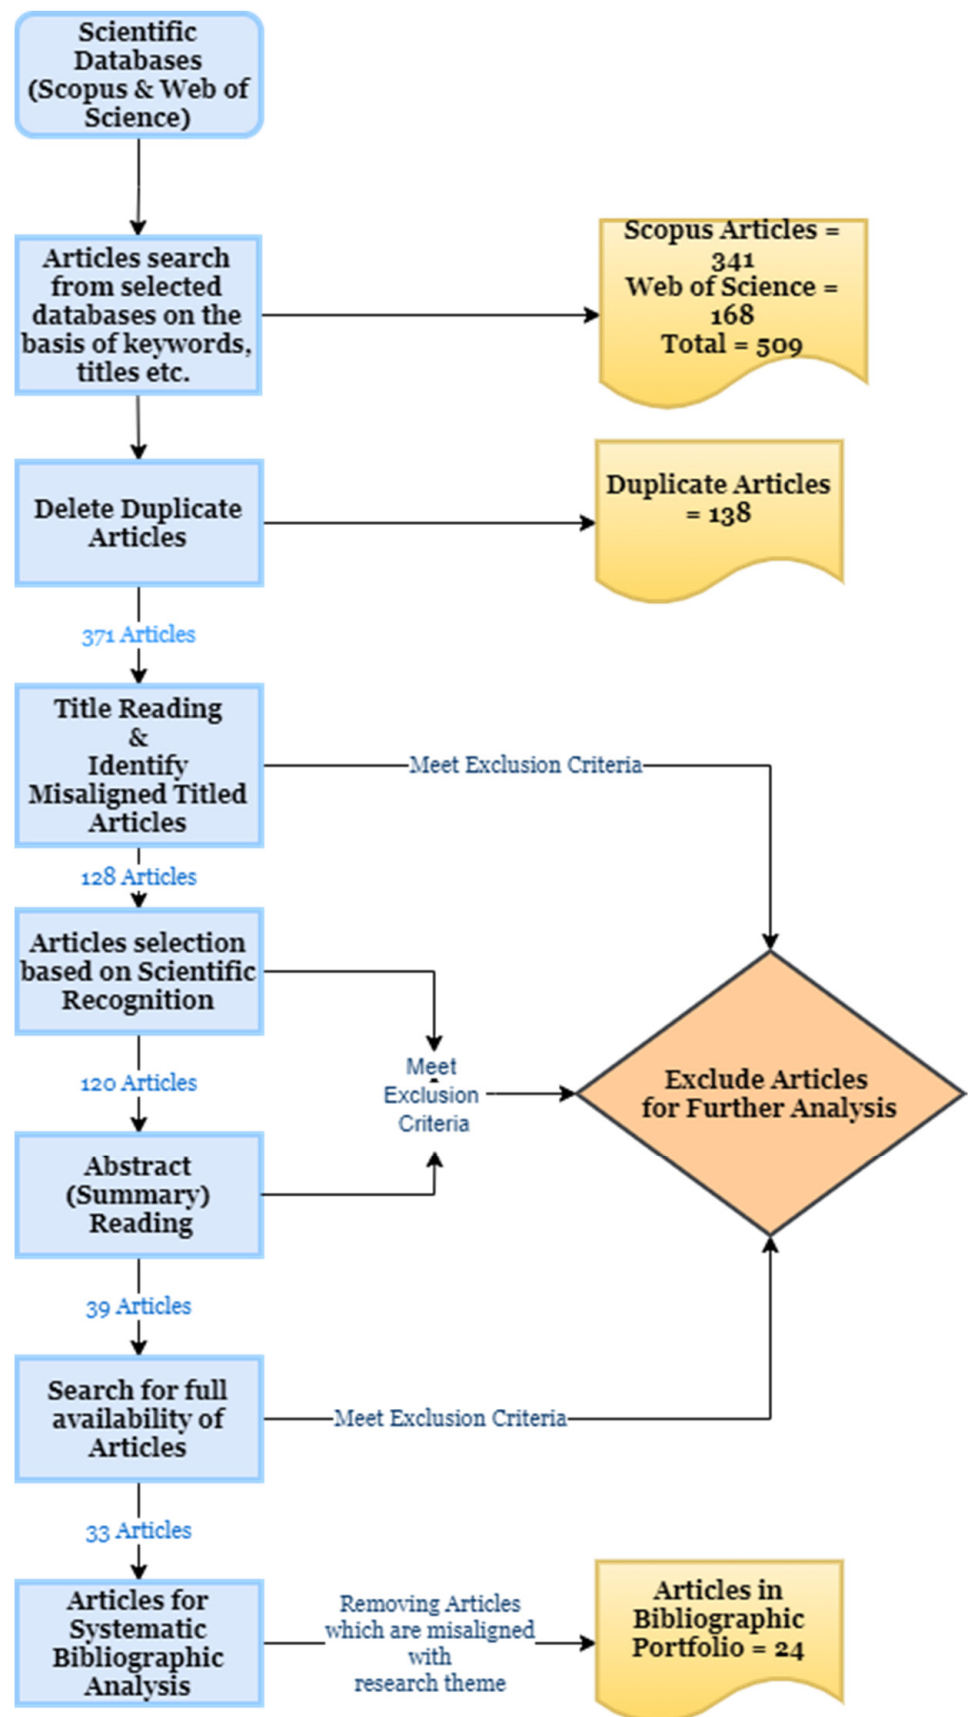 Scientific
Databases
(Scopus & Web of
Science)
Articles search
from selected
databases on the
basis of keywords,
titles etc.
Scopus Articles =
341
Web of Science =
168
Total = 509
Delete Duplicate
Articles
Duplicate Articles
= 138
371 Articles
Title Reading
&
Identify
Misaligned Titled
Articles
Meet Exclusion Criteria
128 Articles
Articles selection
based on Scientific
Recognition
Meet
Exclusion
Criteria
Exclude Articles
for Further Analysis
120 Articles
Abstract
(Summary)
Reading
39 Articles
Search for full
availability of
Articles
Meet Exclusion Criteria
33 Articles
Articles for
Systematic
Bibliographic
Analysis
Removing Articles
which are misaligned
with
research theme
Articles in
Bibliographic
Portfolio = 24